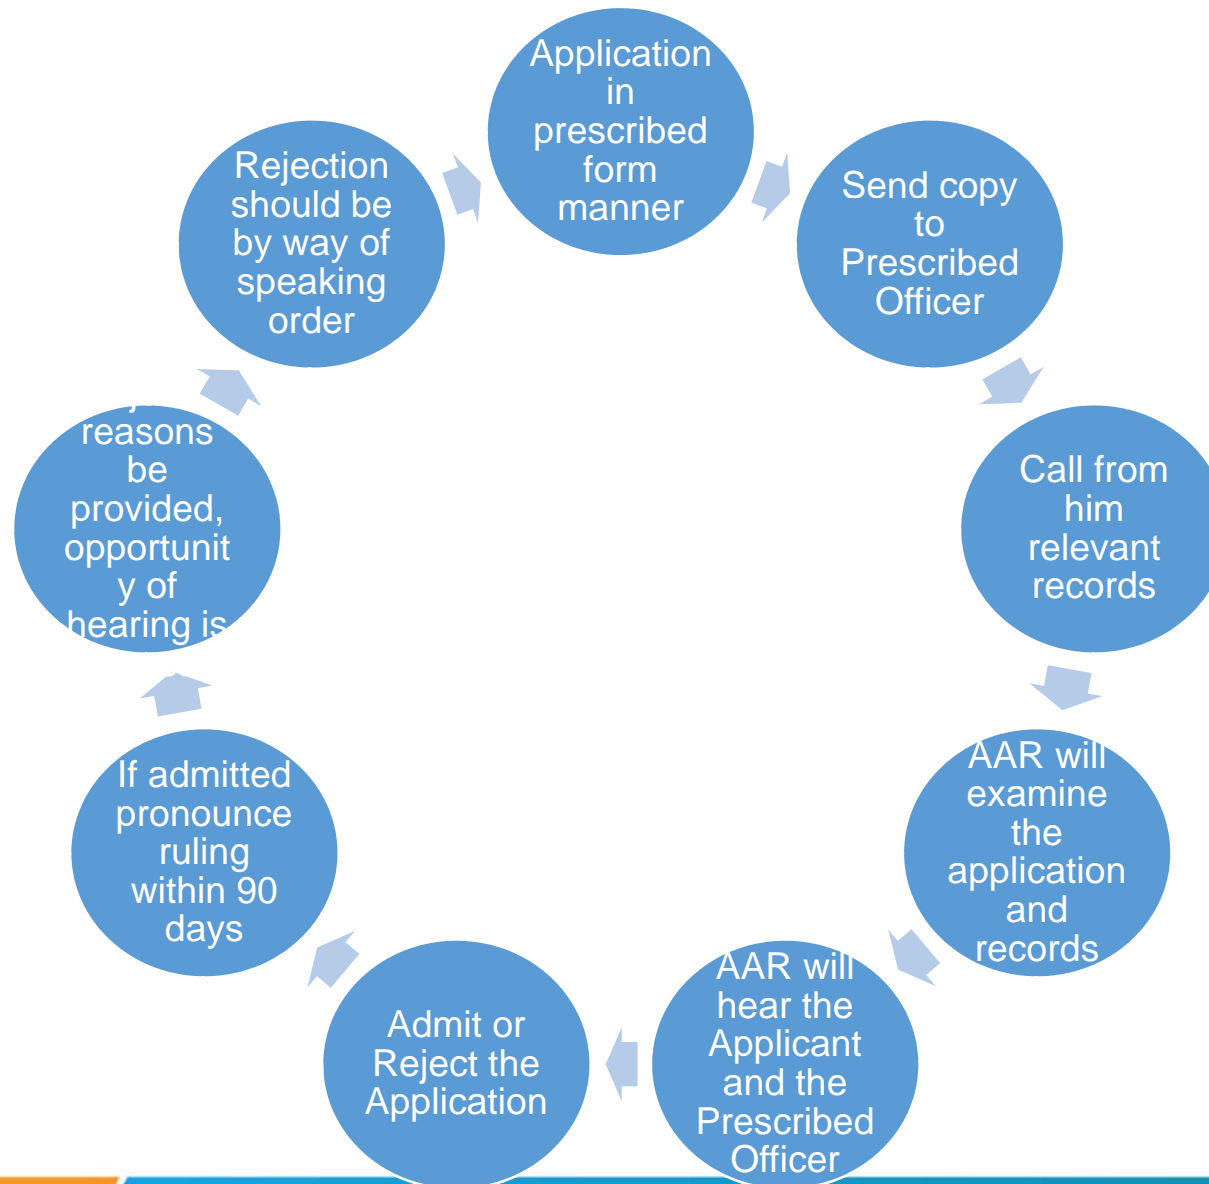 Application
in
prescribed
form
manner
Send copy
to
Prescribed
Officer
Call from
him
relevant
records
AAR will
examine
the
application
and
records
AAR will
hear the
Applicant
and the
Prescribed
Officer
Admit or
Reject the
Application
If admitted
pronounce
ruling
within 90
days
reasons
be
provided,
opportunit
y of
hearing is
Rejection
should be
by way of
speaking
order